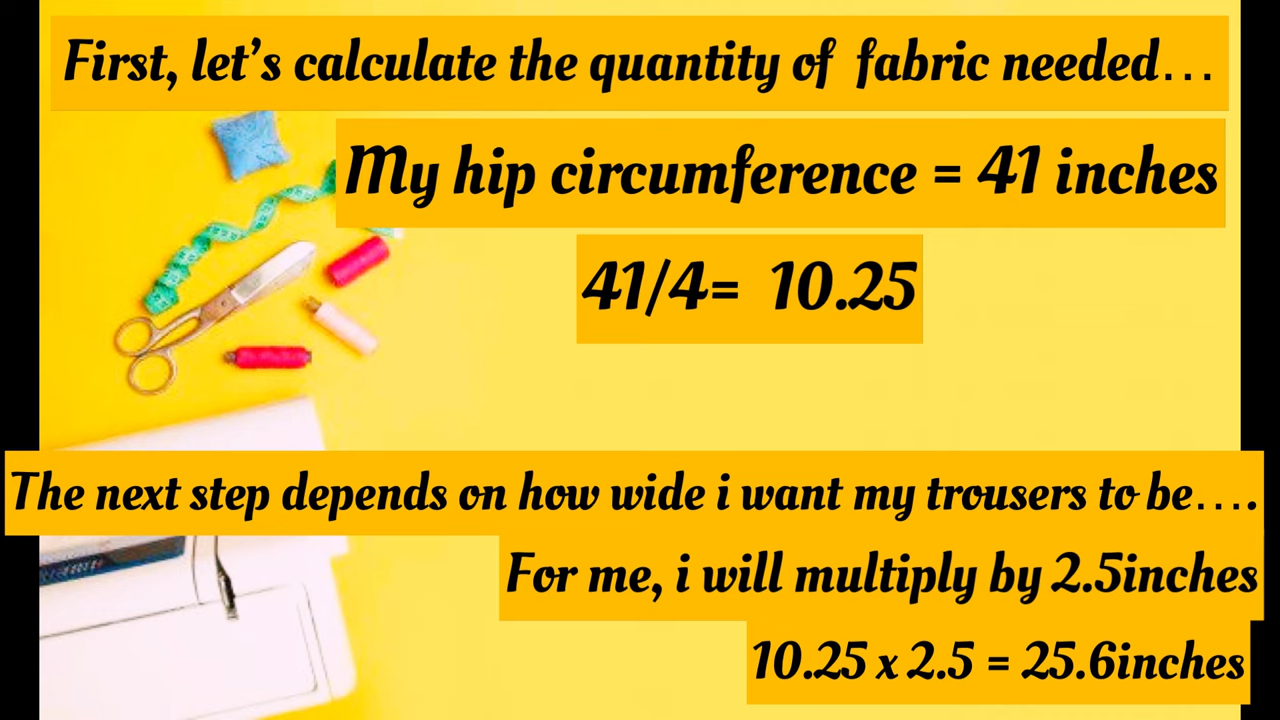 First, let's calculate the quantity of fabric needed...
My hip circumference = 41 inches
41/4= 10.25
The next step depends on how wide i want my trousers to be....
For me, i will multiply by 2.5inches
10.25 x 2.5 = 25.6inches